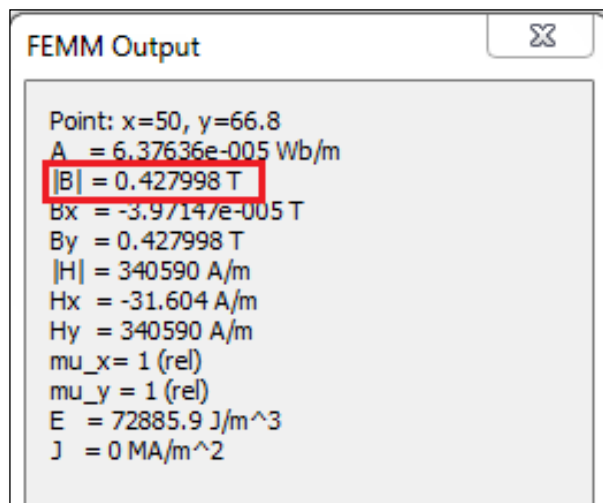 FEMM Output
Point: x=50, y=66.8
A = 6.37636e-005 Wb/m
|B| = 0.427998 T
Bx = -3.97147e-005 T
By = 0.427998 T
|H| = 340590 A/m
Hx = -31.604 A/m
Hy = 340590 A/m
mu_x= 1 (rel)
mu_y = 1 (rel)
E = 72885.9 J/m^3
J = 0 MA/m^2